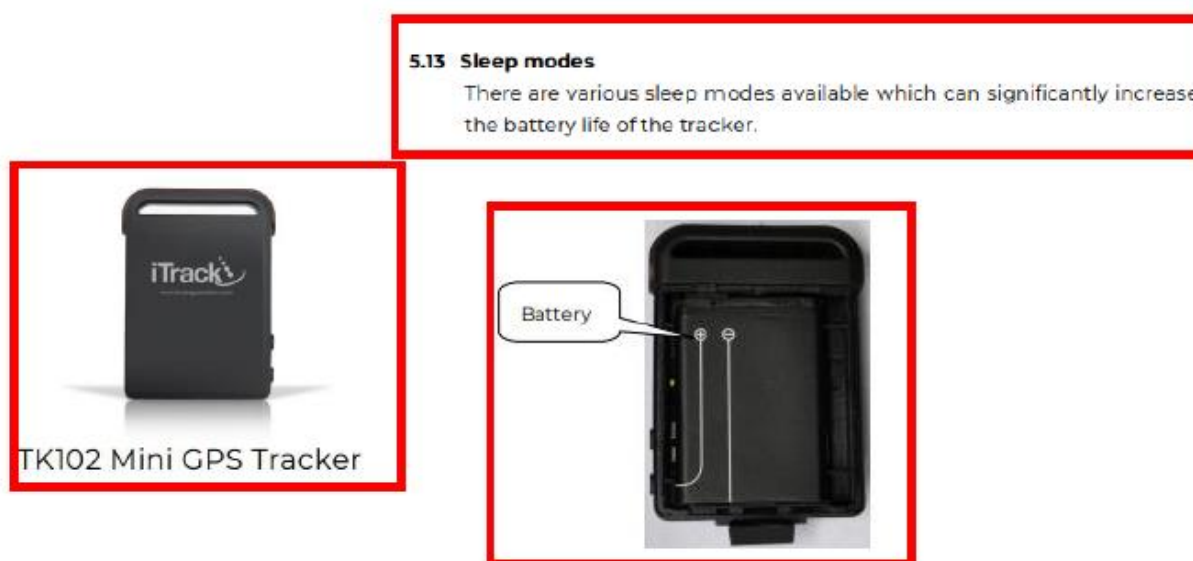 5.13 Sleep modes
There are various sleep modes available which can significantly increase
the battery life of the tracker.
iTrack
TK102 Mini GPS Tracker
Battery